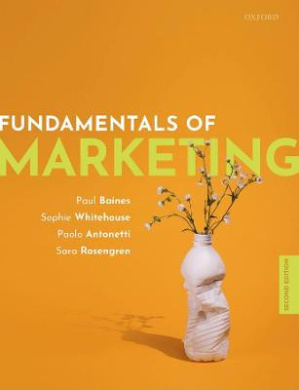 OXFORD
FUNDAMENTALS OF
MARKETING
Paul Baines
Sophie Whitehouse
Paolo Antonetti
Sara Rosengren
SECOND EDITION